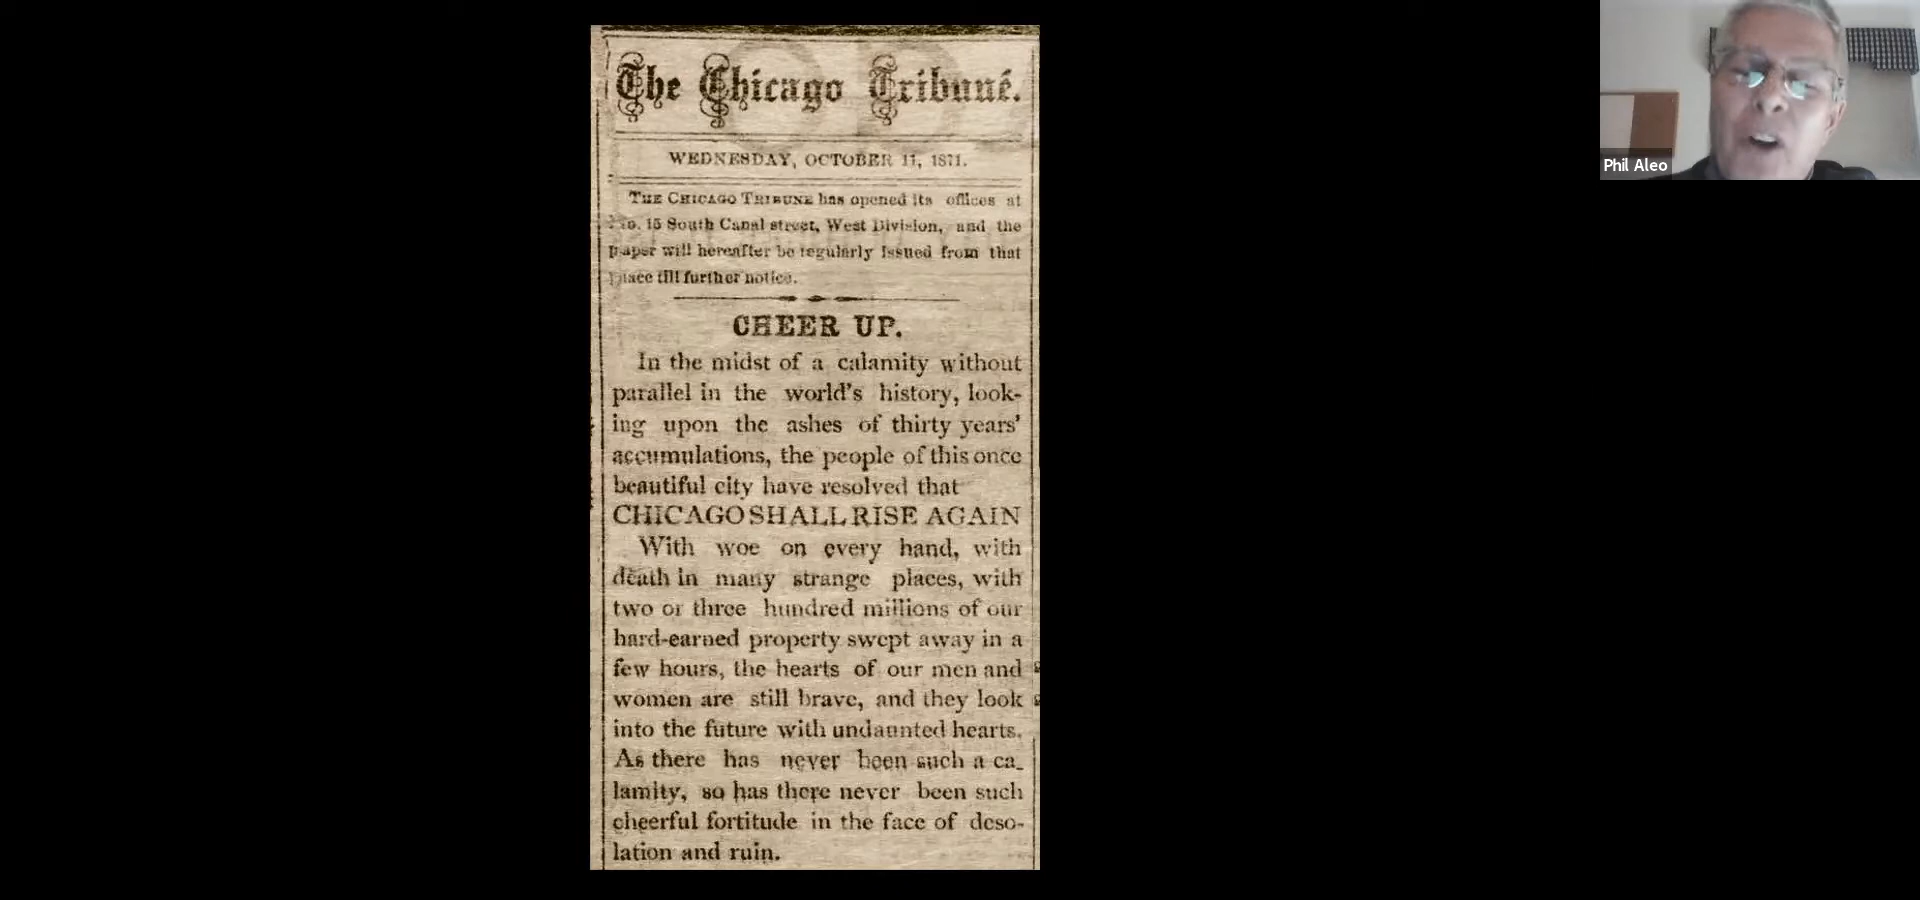 The Chicago Tribune.
WEDNESDAY, OCTOBER 11, 1871.
THE CHICAGO TRIBUNE has opened its offices at
No. 15 South Canal street, West Division, and the
paper will hereafter be regularly issued from that
place till further notice.
CHEER UP.
In the midst of a calamity without
parallel in the world's history, look-
ing upon the ashes of thirty years'
accumulations, the people of this once
beautiful city have resolved that
CHICAGO SHALL RISE AGAIN
With woe on every hand, with
death in many strange places, with
two or three hundred millions of our
hard-earned property swept away in a
few hours, the hearts of our men and
women are still brave, and they look
into the future with undaunted hearts.
As there has never been such a ca-
lamity, so has there never been such
cheerful fortitude in the face of deso-
lation and ruin.
Phil Aleo